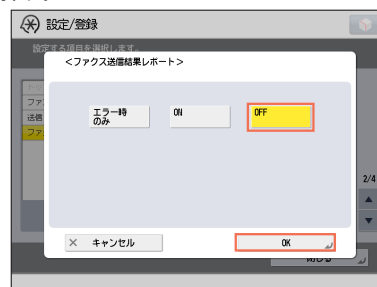 設定/登録
設定する項目を選択します。
<ファクス送信結果レポート>
ファ
送信
ファ
エラー時
のみ
ON
OFF
2/4
× キャンセル
OK
閉じる